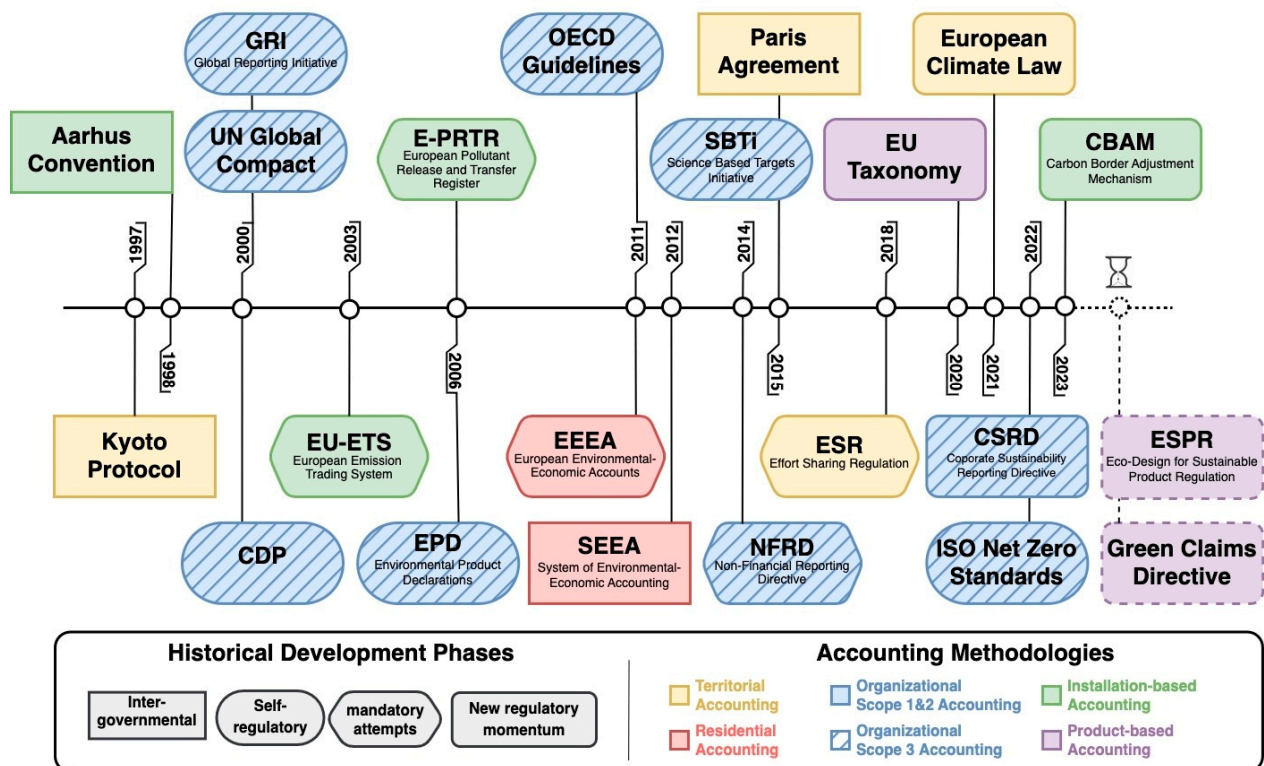 GRI
Global Reporting Initiative
OECD
Guidelines
Paris
Agreement
European
Climate Law
Aarhus
Convention
UN Global
Compact
E-PRTR
European Pollutant
Release and Transfer
Register
SBTi
Science Based Targets
Initiative
EU
Taxonomy
CBAM
Carbon Border Adjustment
Mechanism
1997
2000
2003
2011
2012
2014
2018
2022
1998
2006
2015
2020
2021
2023
Kyoto
Protocol
EU-ETS
European Emission
Trading System
EEEA
European Environmental-
Economic Accounts
ESR
Effort Sharing Regulation
CSRD
Coporate Sustainability
Reporting Directive
ESPR
Eco-Design for Sustainable
Product Regulation
CDP
EPD
Environmental Product
Declarations
SEEA
System of Environmental-
Economic Accounting
NFRD
Non-Financial Reporting
Directive
ISO Net Zero
Standards
Green Claims
Directive
Historical Development Phases
Inter-
governmental
Self-
regulatory
mandatory
attempts
New regulatory
momentum
Accounting Methodologies
Territorial
Accounting
Organizational
Scope 1&2 Accounting
Installation-based
Accounting
Residential
Accounting
Organizational
Scope 3 Accounting
Product-based
Accounting